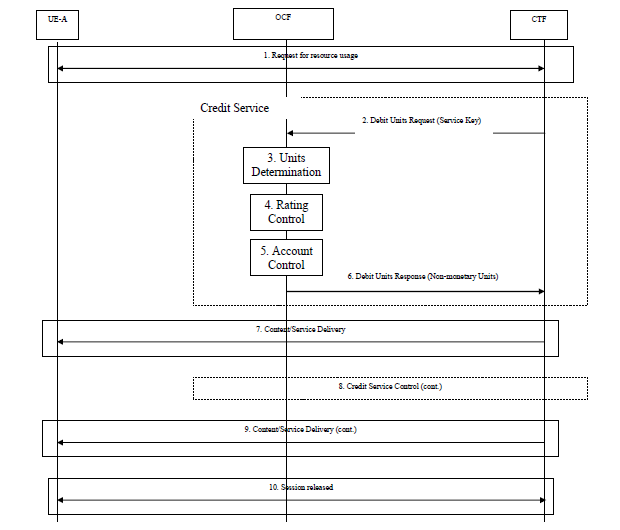 UE-A
OCF
CTF
1. Request for resource usage
Credit Service
2. Debit Units Request (Service Key)
3. Units
Determination
4. Rating
Control
5. Account
Control
6. Debit Units Response (Non-monetary Units)
7. Content/Service Delivery
8. Credit Service Control (cont.)
9. Content/Service Delivery (cont.)
10. Session released